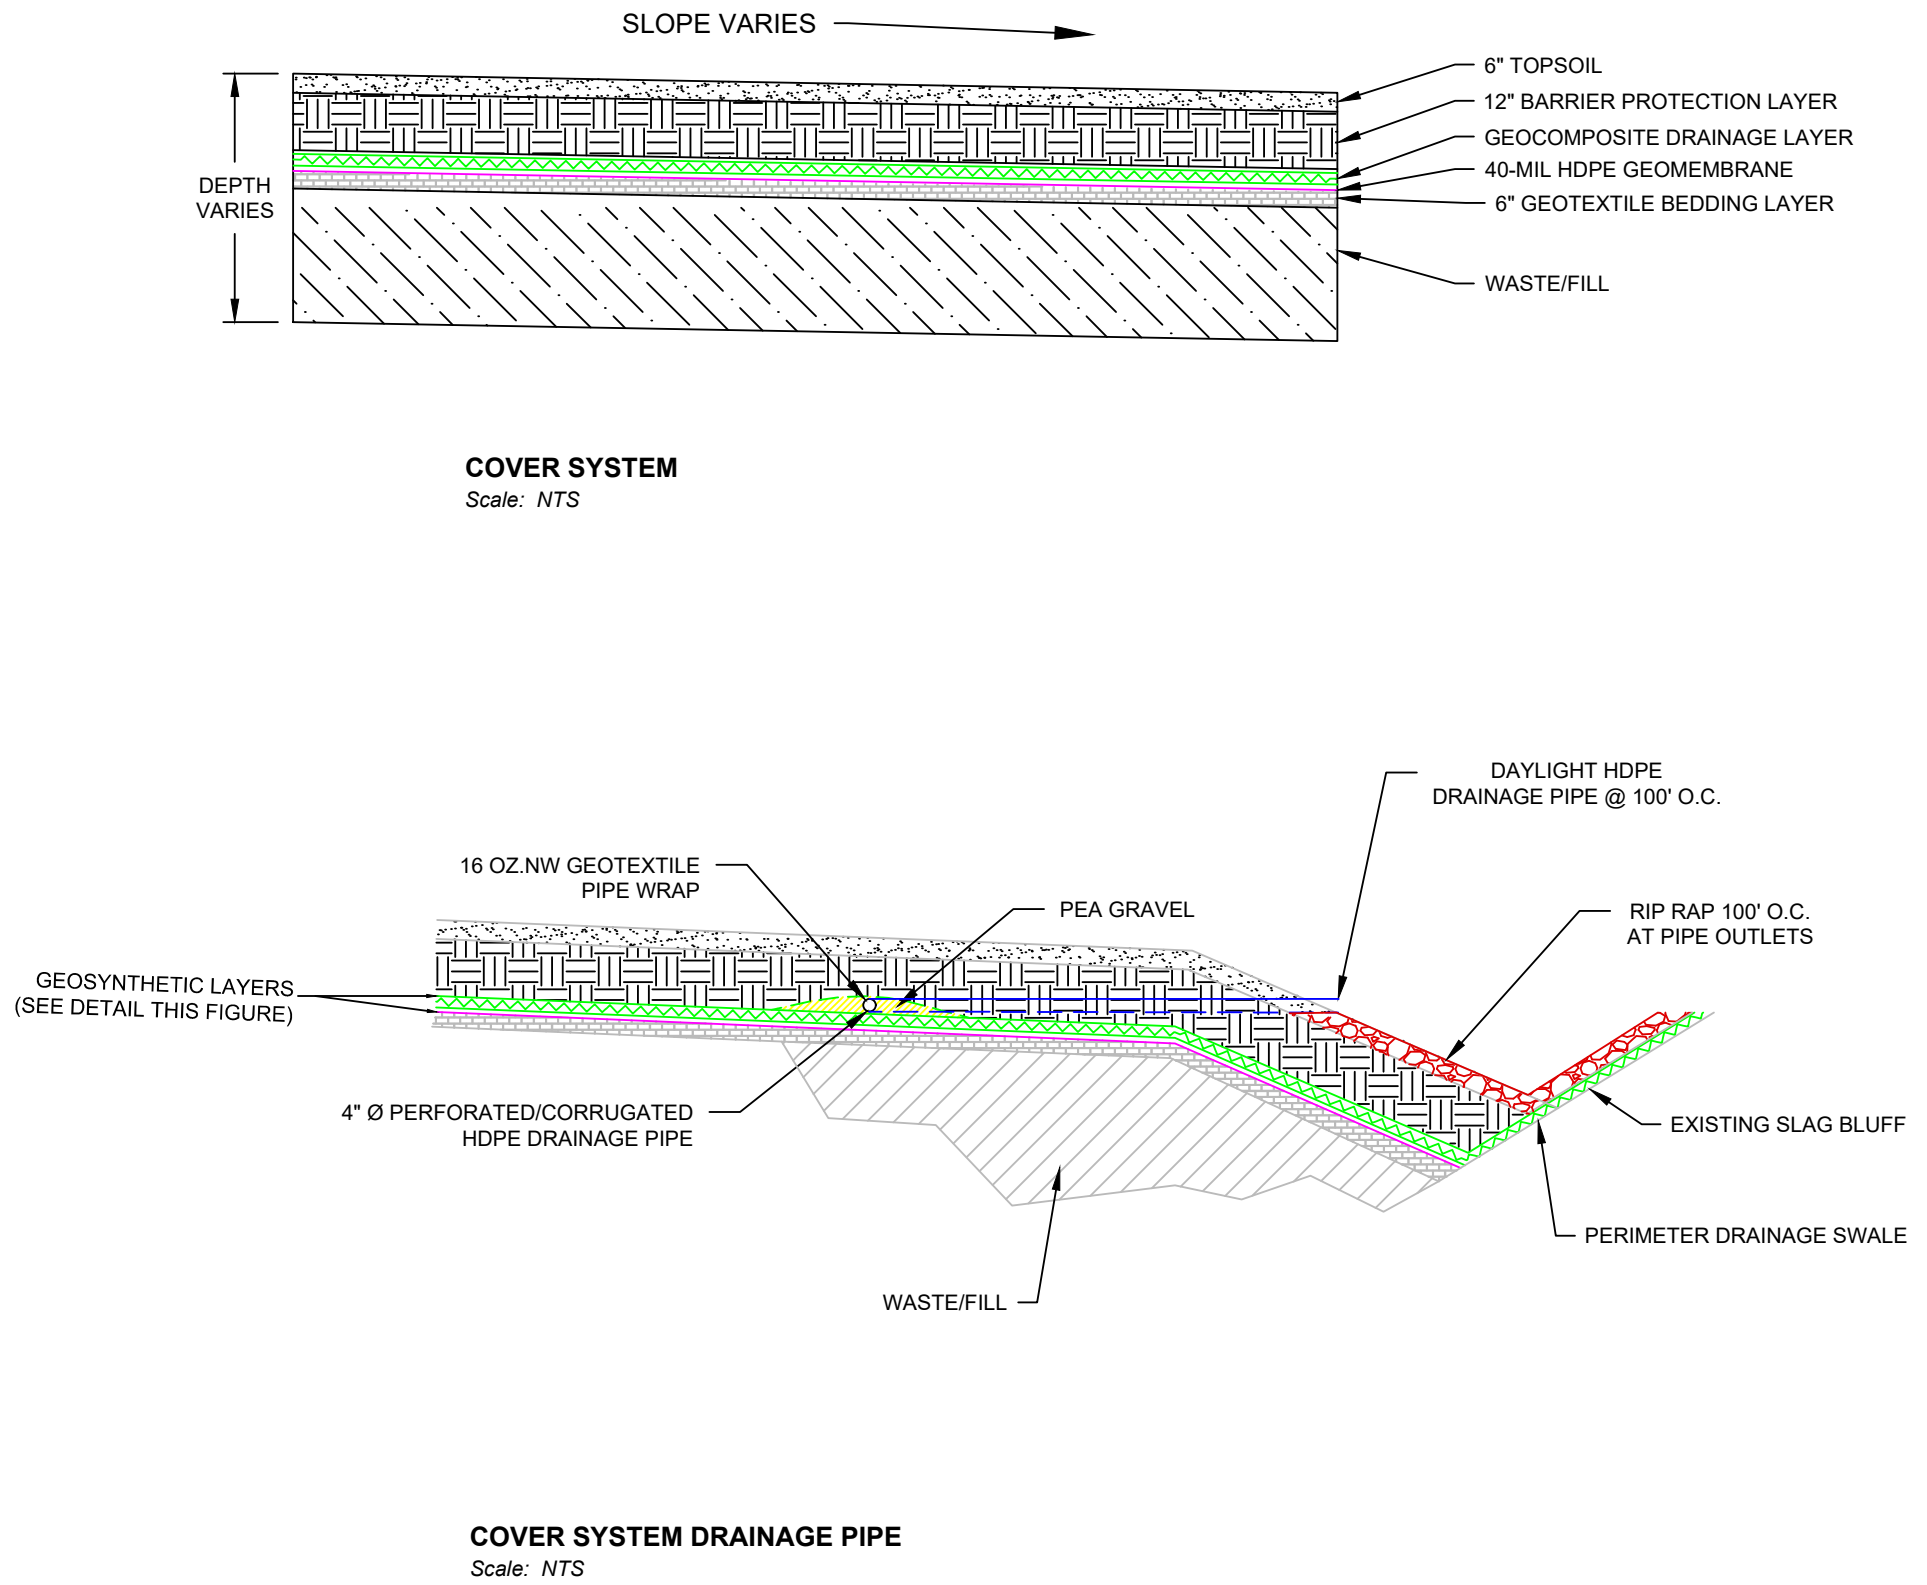 SLOPE VARIES
6" TOPSOIL
12" BARRIER PROTECTION LAYER
GEOCOMPOSITE DRAINAGE LAYER
40-MIL HDPE GEOMEMBRANE
6" GEOTEXTILE BEDDING LAYER
WASTE/FILL
DEPTH
VARIES
COVER SYSTEM
Scale: NTS
DAYLIGHT HDPE
DRAINAGE PIPE @ 100' O.C.
16 OZ.NW GEOTEXTILE
PIPE WRAP
PEA GRAVEL
RIP RAP 100' O.C.
AT PIPE OUTLETS
GEOSYNTHETIC LAYERS
(SEE DETAIL THIS FIGURE)
4" Ø PERFORATED/CORRUGATED
HDPE DRAINAGE PIPE
EXISTING SLAG BLUFF
PERIMETER DRAINAGE SWALE
WASTE/FILL
COVER SYSTEM DRAINAGE PIPE
Scale: NTS